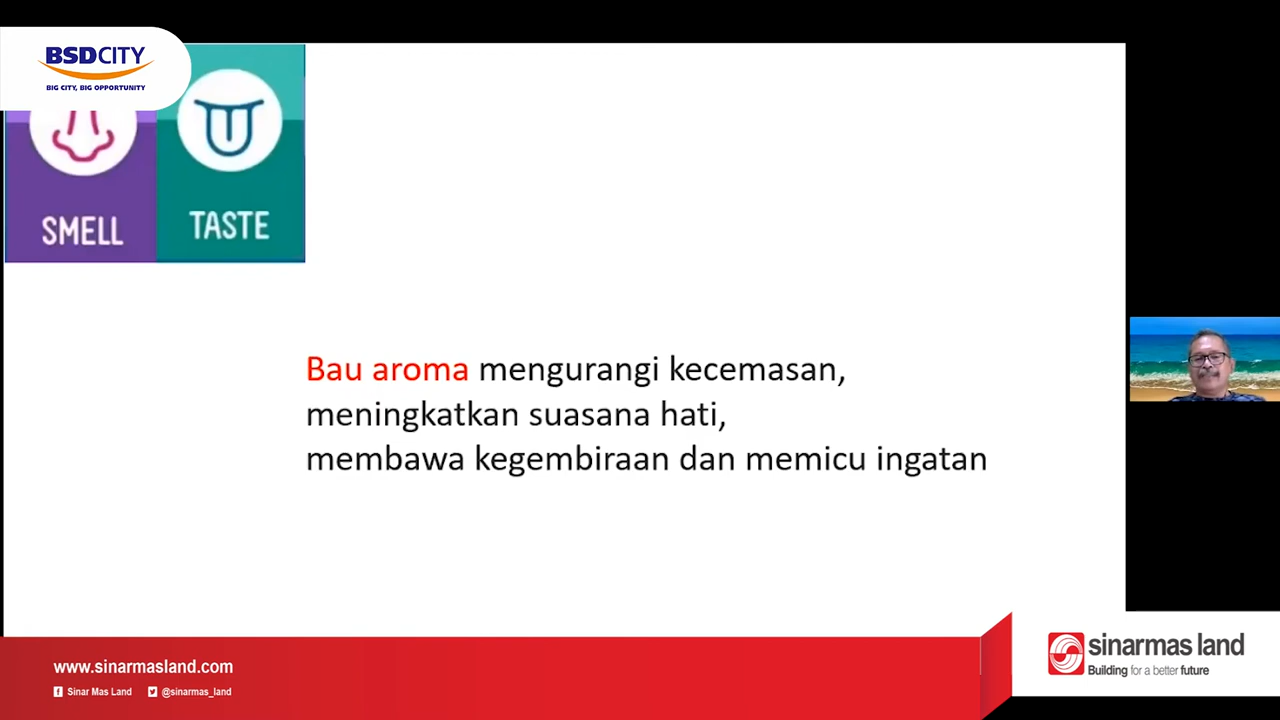 BSDCITY
BIG CITY, BIG OPPORTUNITY
SMELL
TASTE
Bau aroma mengurangi kecemasan,
meningkatkan suasana hati,
membawa kegembiraan dan memicu ingatan
www.sinarmasland.com
Sinar Mas Land
@sinarmas_land
sinarmas land
Building for a better future